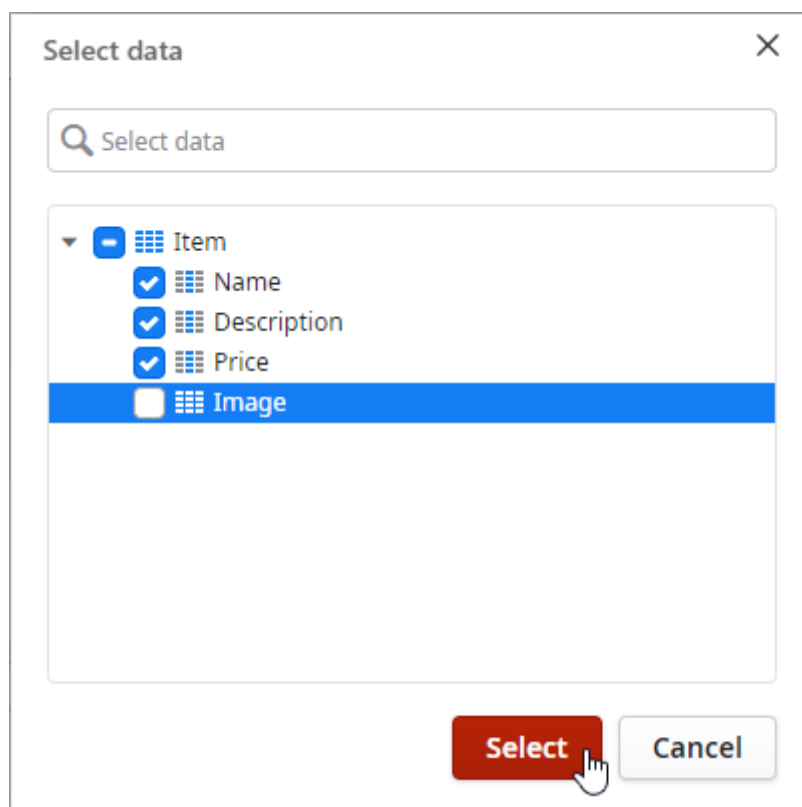 Select data
Select data
Item
Name
Description
Price
Image
Select Cancel